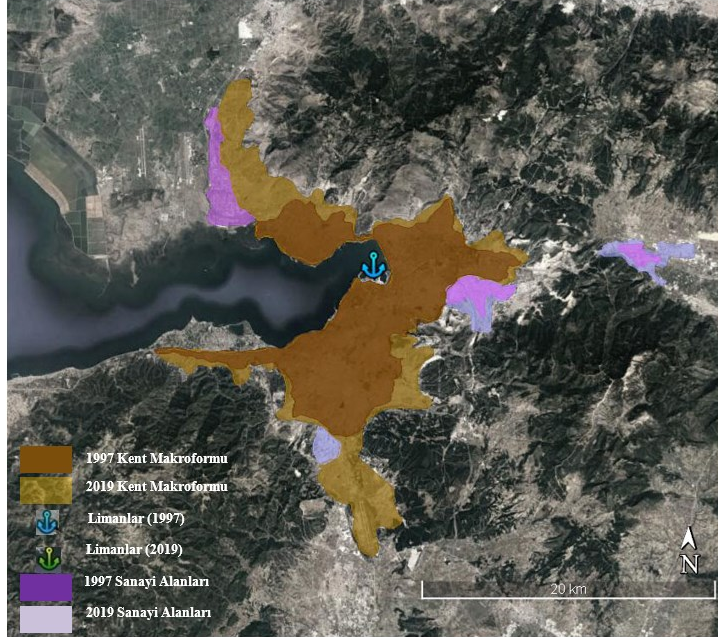 1997 Kent Makroformu
2019 Kent Makroformu
Limanlar (1997)
Limanlar (2019)
1997 Sanayi Alanları
2019 Sanayi Alanları
N
20 km